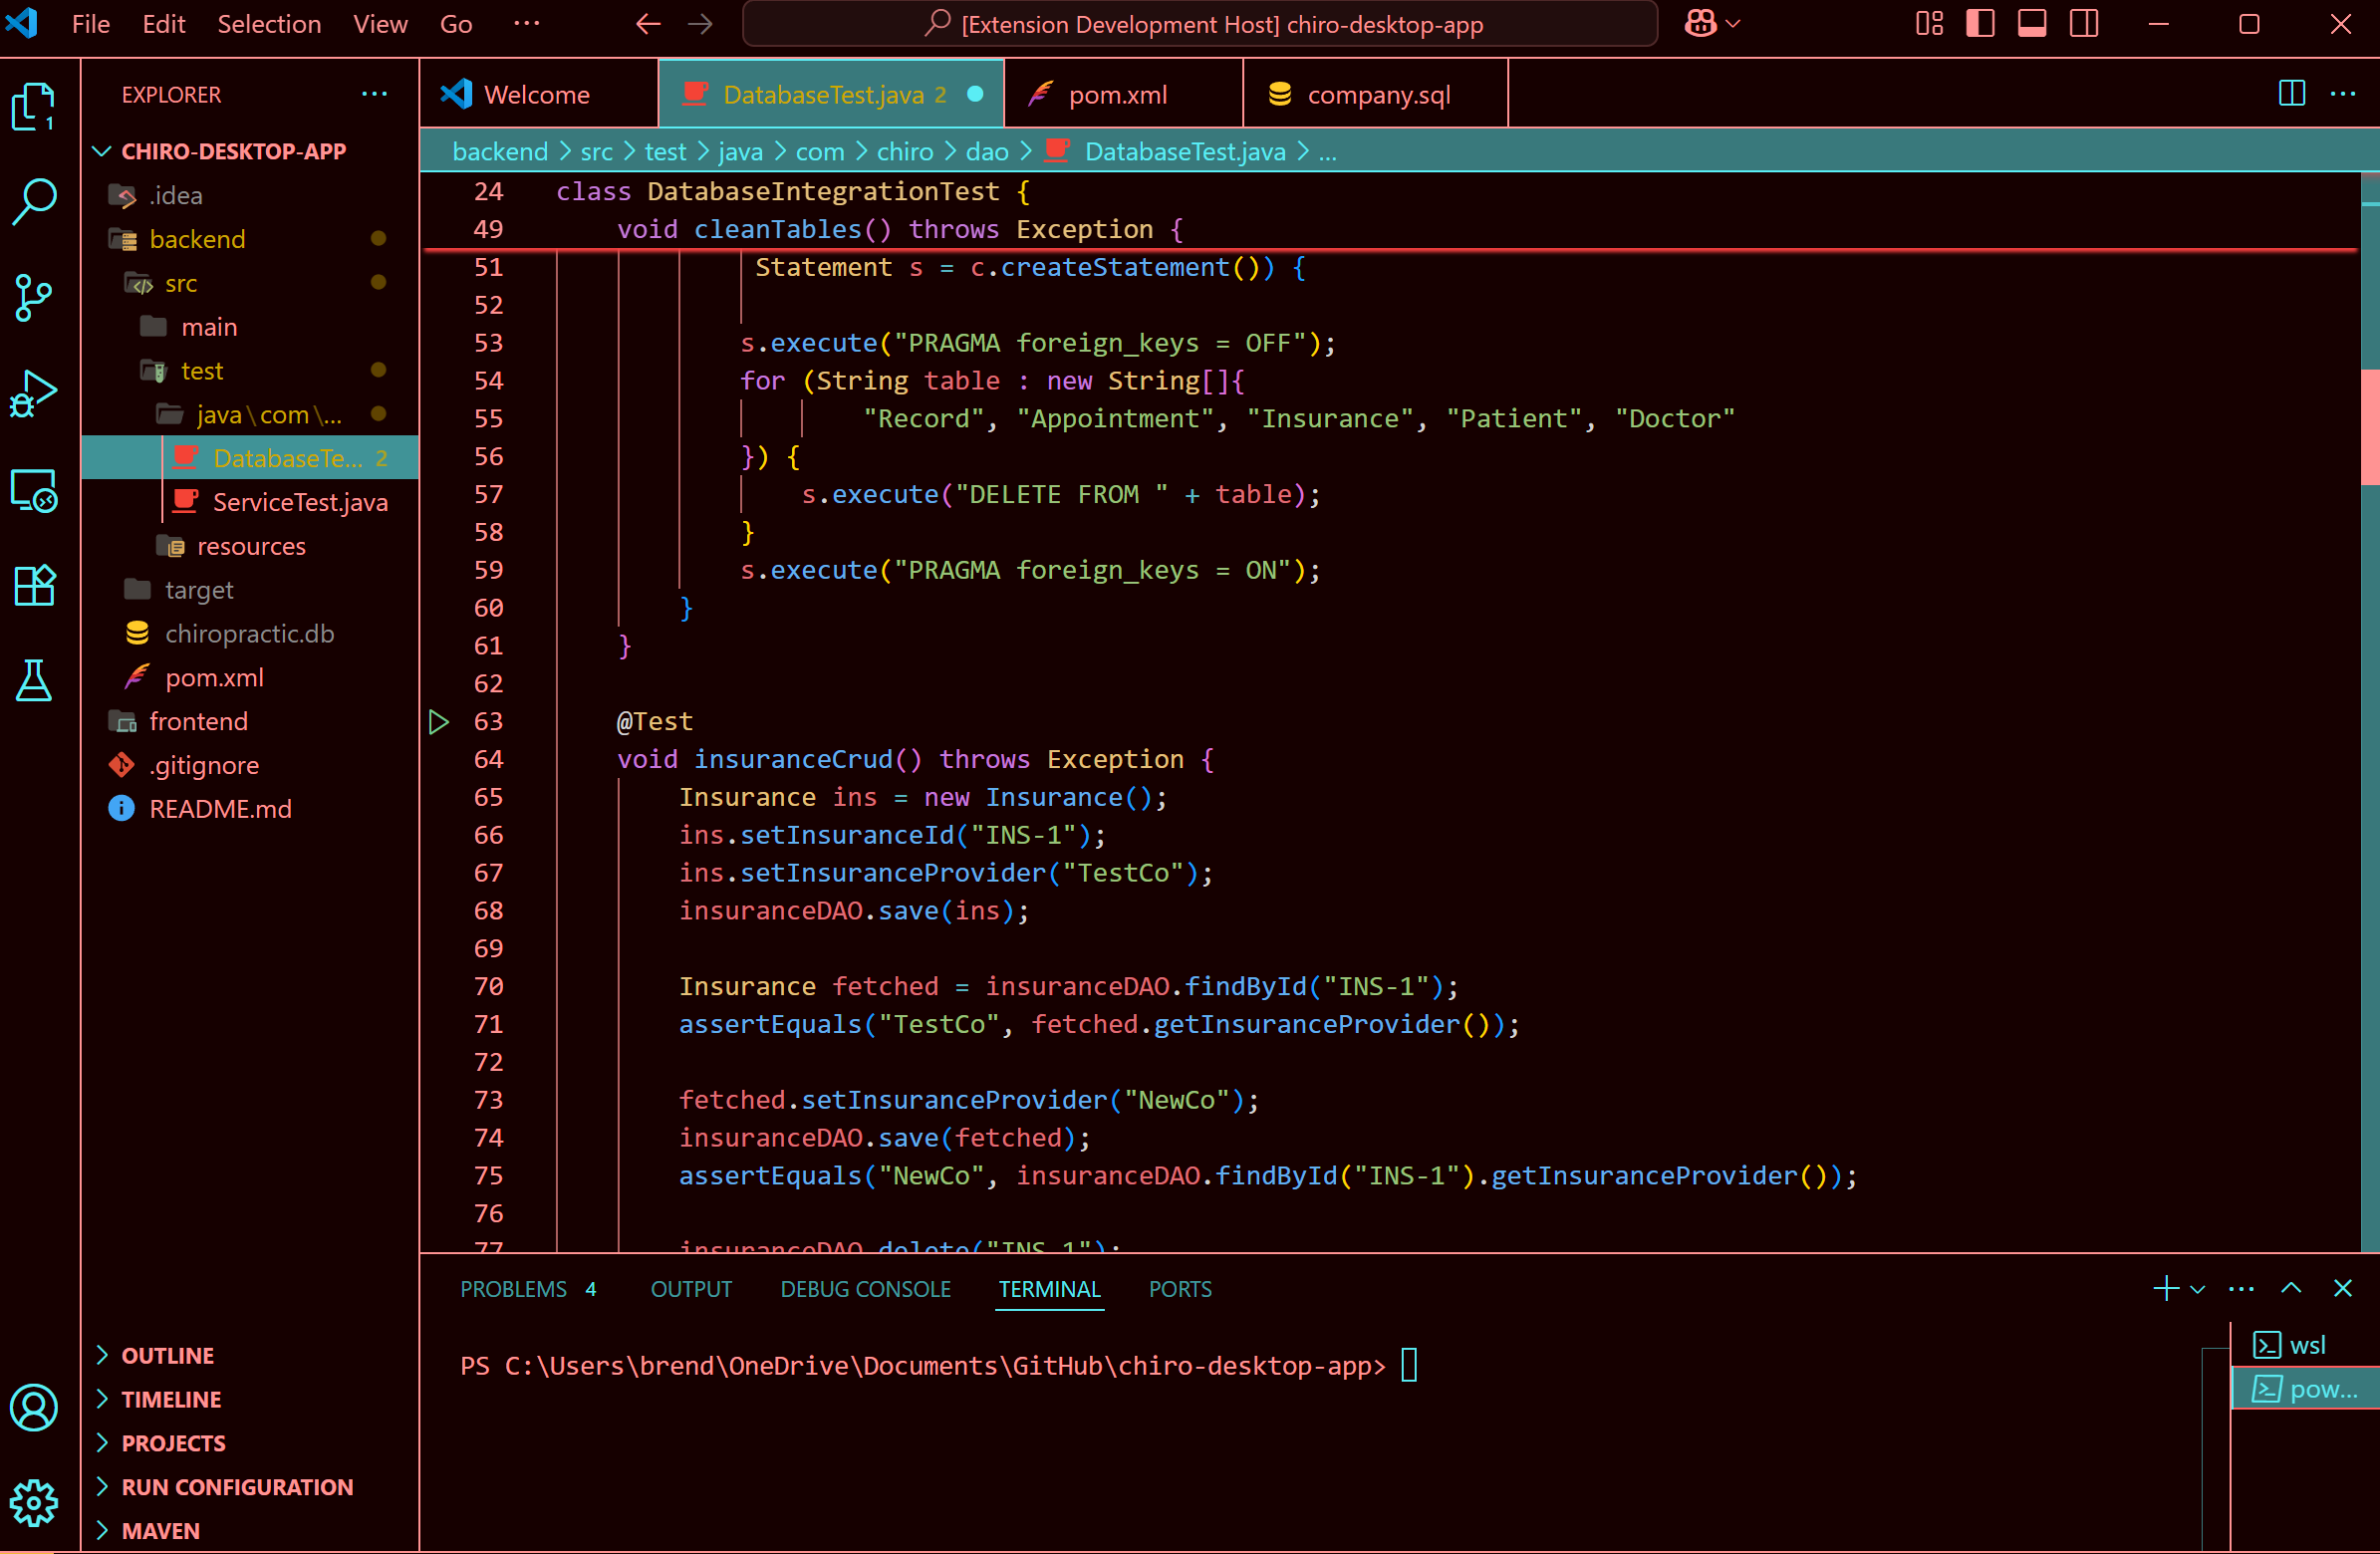 File Edit Selection View Go ··· [Extension Development Host] chiro-desktop-app
EXPLORER
CHIRO-DESKTOP-APP
.idea
backend
src
main
test
java\com\...
DatabaseTe... 2
ServiceTest.java
resources
target
chiropractic.db
pom.xml
frontend
.gitignore
README.md
OUTLINE
TIMELINE
PROJECTS
RUN CONFIGURATION
MAVEN
1
Welcome DatabaseTest.java 2 pom.xml company.sql
backend > src > test > java > com > chiro > dao > DatabaseTest.java > ...
24 class DatabaseIntegrationTest {
49 void cleanTables() throws Exception {
51 Statement s = c.createStatement()) {
52
53 s.execute("PRAGMA foreign_keys = OFF");
54 for (String table : new String[]{
55 "Record", "Appointment", "Insurance", "Patient", "Doctor"
56 }) {
57 s.execute("DELETE FROM " + table);
58 }
59 s.execute("PRAGMA foreign_keys = ON");
60 }
61 }
62
63 @Test
64 void insuranceCrud() throws Exception {
65 Insurance ins = new Insurance();
66 ins.setInsuranceId("INS-1");
67 ins.setInsuranceProvider("TestCo");
68 insuranceDAO.save(ins);
69
70 Insurance fetched = insuranceDAO.findById("INS-1");
71 assertEquals("TestCo", fetched.getInsuranceProvider());
72
73 fetched.setInsuranceProvider("NewCo");
74 insuranceDAO.save(fetched);
75 assertEquals("NewCo", insuranceDAO.findById("INS-1").getInsuranceProvider());
76
77 insuranceDAO.delete("INS-1");
PROBLEMS 4 OUTPUT DEBUG CONSOLE TERMINAL PORTS
PS C:\Users\brend\OneDrive\Documents\GitHub\chiro-desktop-app>
wsl
pow...